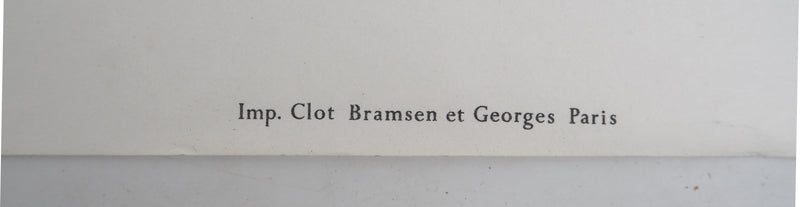 Imp. Clot Bramsen et Georges Paris